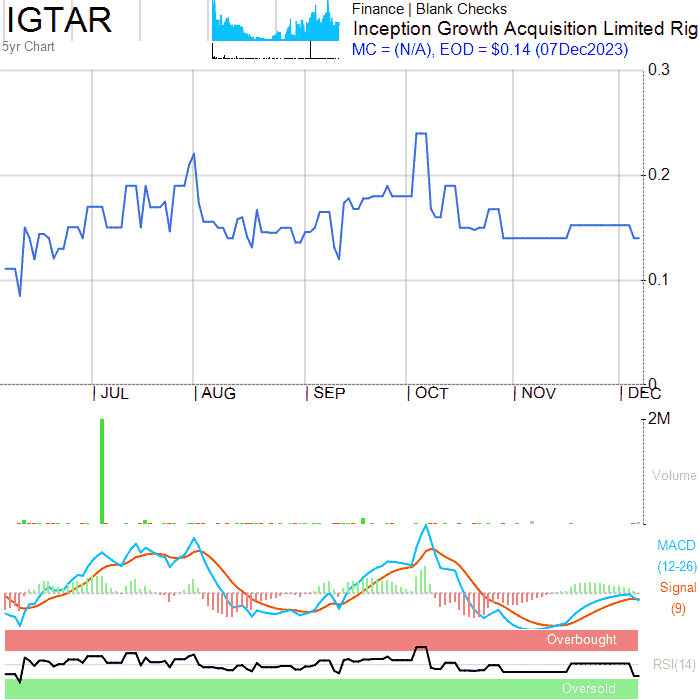 IGTAR
5yr Chart
Finance | Blank Checks
Inception Growth Acquisition Limited Rig
MC = (N/A), EOD = $0.14 (07Dec2023)
0.3
0.2
0.1
0
JUL AUG SEP OCT NOV DEC
2M
Volume
MACD
(12-26)
Signal
(9)
Overbought
RSI(14)
Oversold